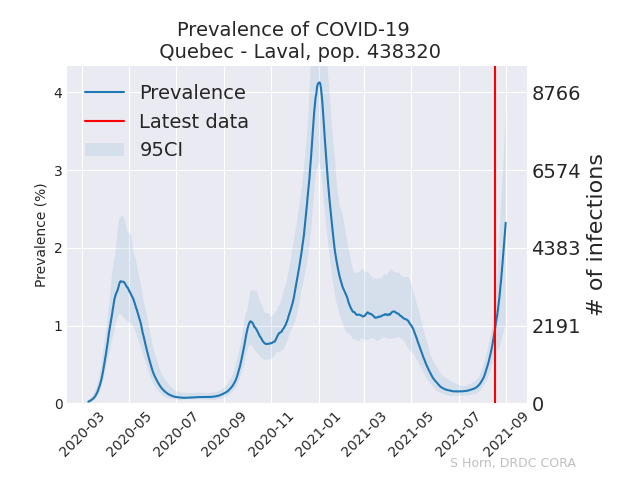 Prevalence of COVID-19
Quebec - Laval, pop. 438320
Prevalence
Latest data
95CI
Prevalence (%)
4
3
2
1
0
8766
6574
4383
2191
0
# of infections
2020-03
2020-05
2020-07
2020-09
2020-11
2021-01
2021-03
2021-05
2021-07
2021-09
S Horn, DRDC CORA